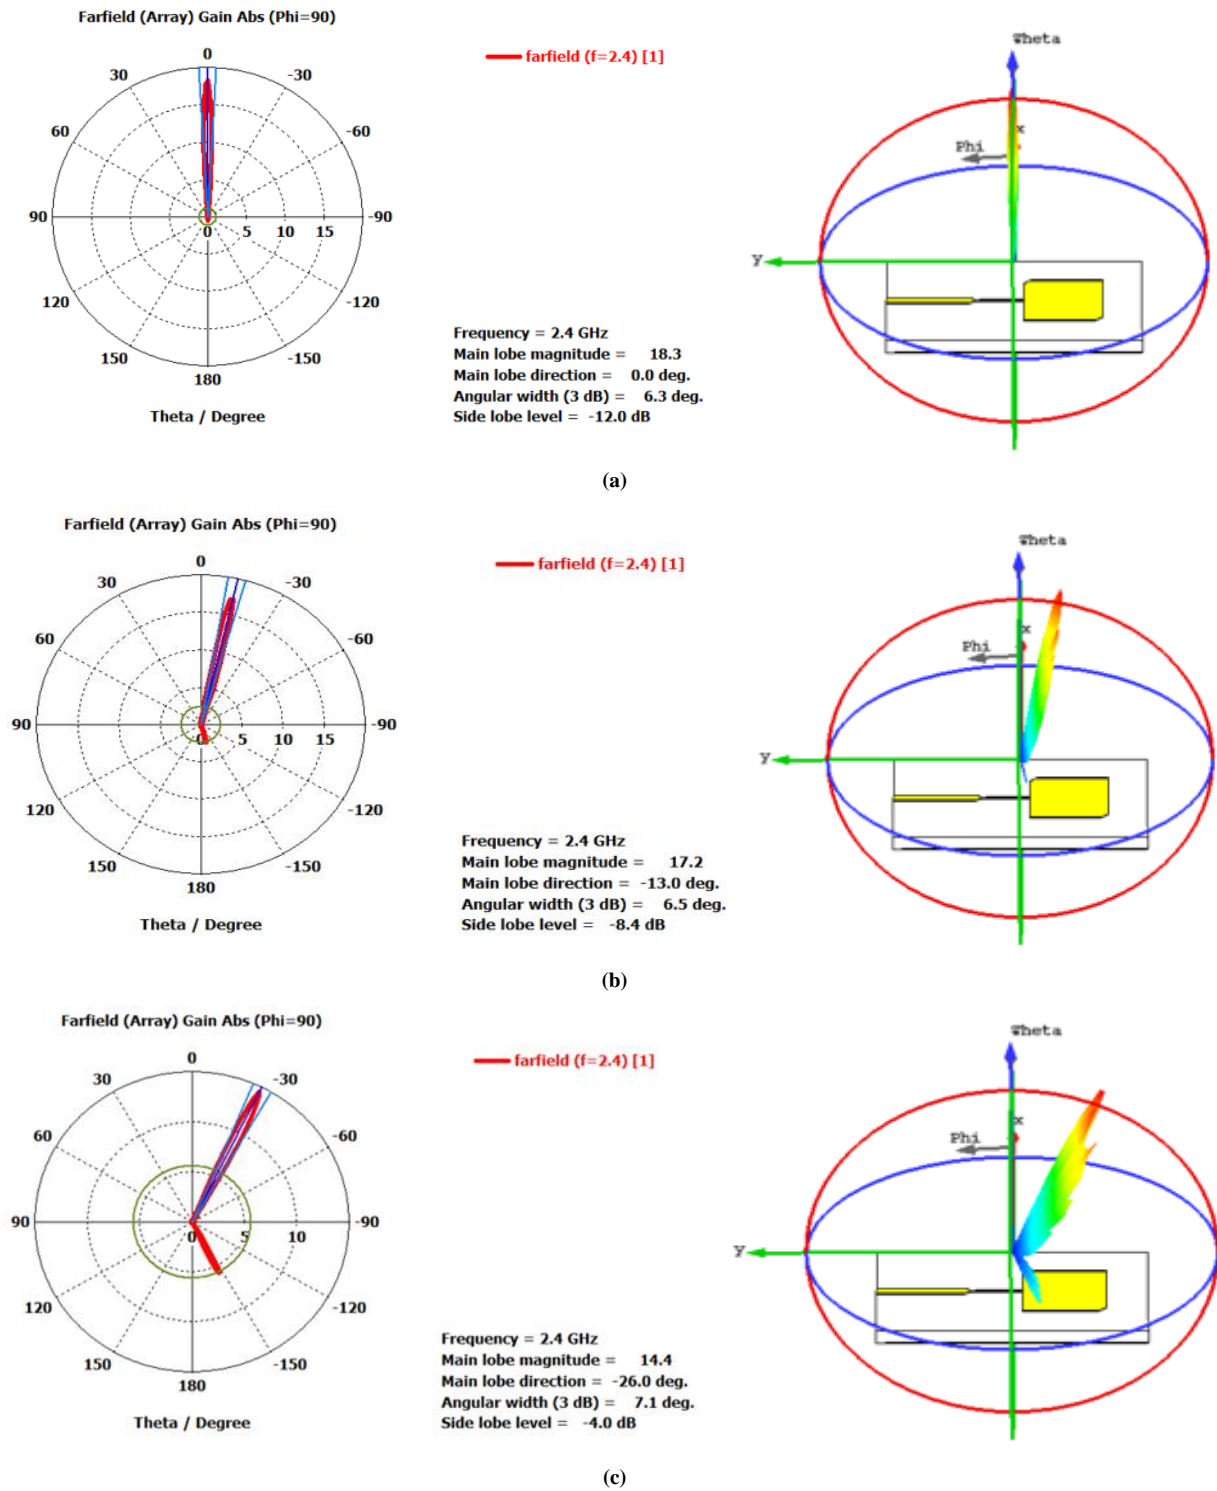 Farfield (Array) Gain Abs (Phi=90)
farfield (f=2.4) [1]
0
30 -30
60 -60
90 -90
0 5 10 15
120 -120
150 -150
180
Theta / Degree
Frequency = 2.4 GHz
Main lobe magnitude = 18.3
Main lobe direction = 0.0 deg.
Angular width (3 dB) = 6.3 deg.
Side lobe level = -12.0 dB
Theta
x
Phi
y
(a)
Farfield (Array) Gain Abs (Phi=90)
farfield (f=2.4) [1]
0
30 -30
60 -60
90 -90
0 5 10 15
120 -120
150 -150
180
Theta / Degree
Frequency = 2.4 GHz
Main lobe magnitude = 17.2
Main lobe direction = -13.0 deg.
Angular width (3 dB) = 6.5 deg.
Side lobe level = -8.4 dB
Theta
x
Phi
y
(b)
Farfield (Array) Gain Abs (Phi=90)
farfield (f=2.4) [1]
0
30 -30
60 -60
90 -90
0 5 10
120 -120
150 -150
180
Theta / Degree
Frequency = 2.4 GHz
Main lobe magnitude = 14.4
Main lobe direction = -26.0 deg.
Angular width (3 dB) = 7.1 deg.
Side lobe level = -4.0 dB
Theta
x
Phi
y
(c)